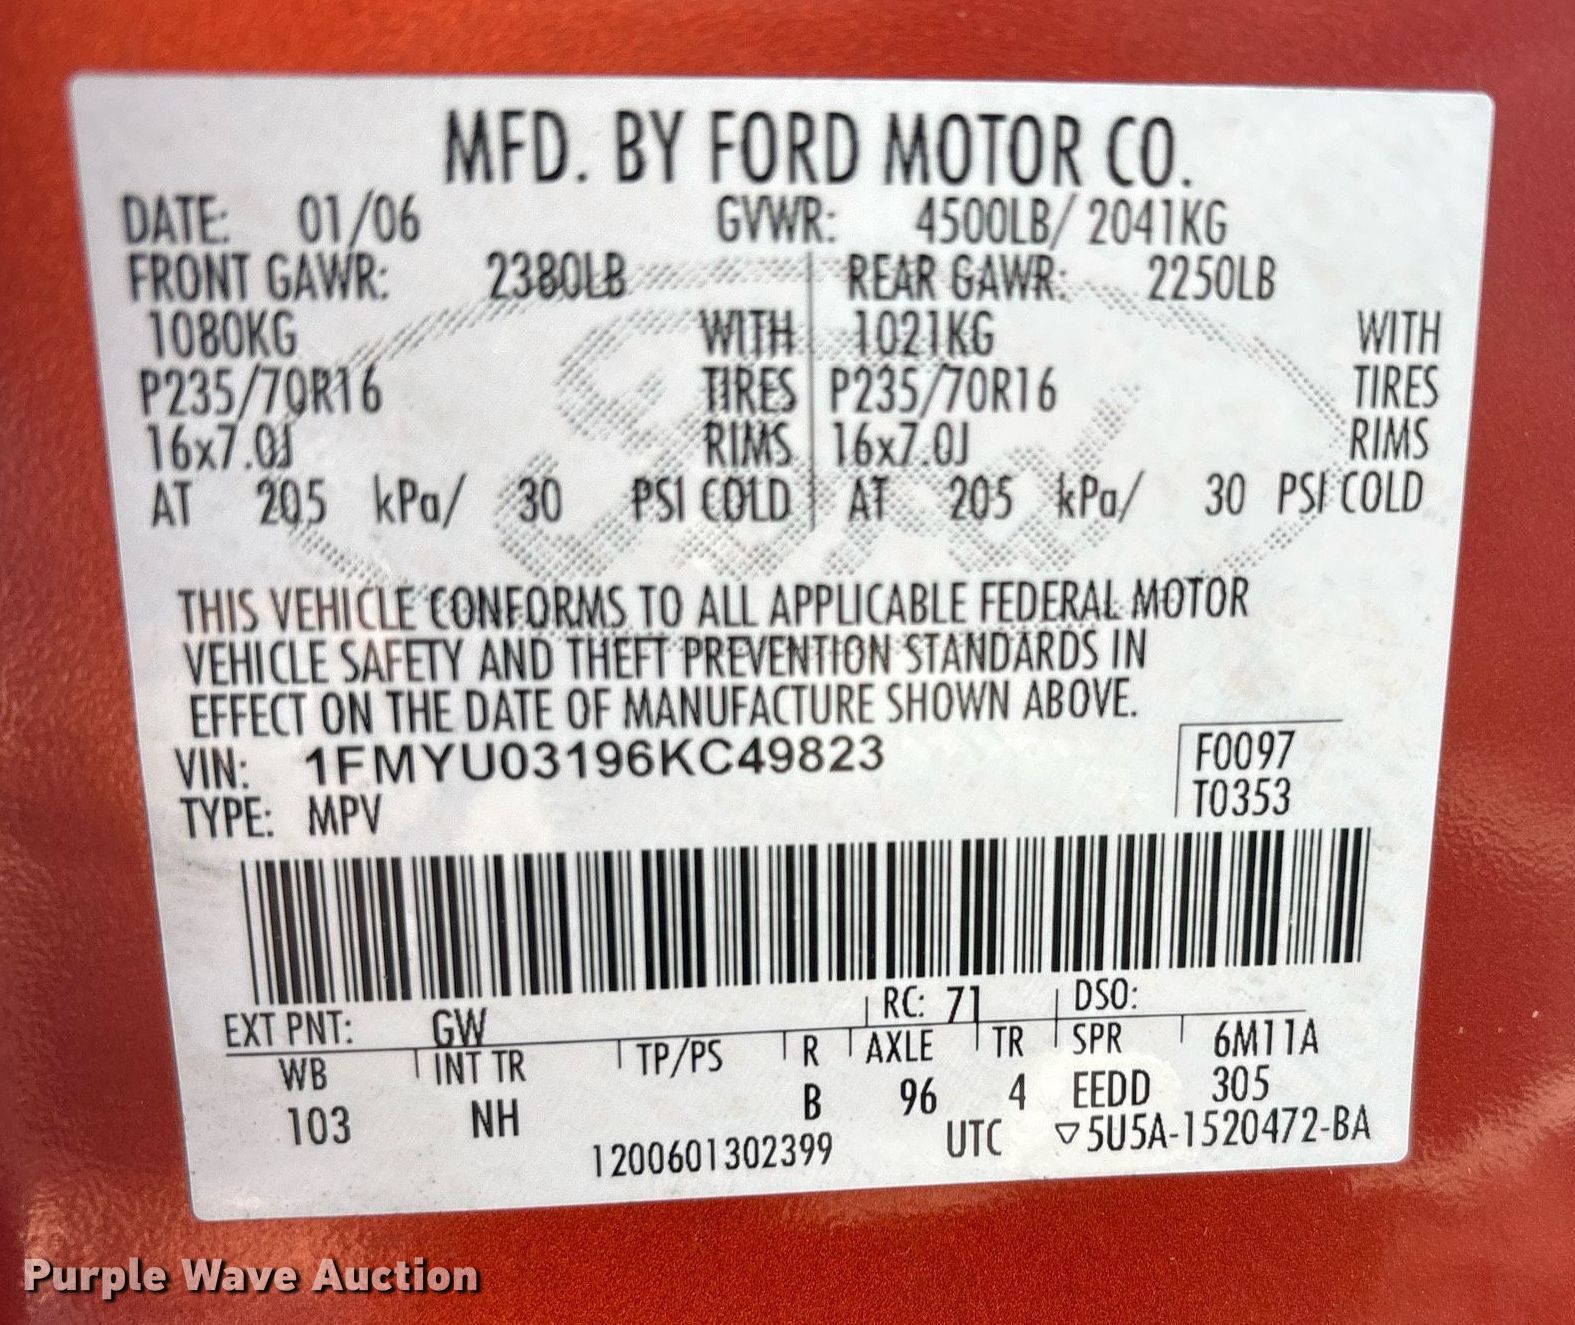 MFD. BY FORD MOTOR CO.
DATE: 01/06 GVWR: 4500LB/ 2041KG
FRONT GAWR: 2380LB REAR GAWR: 2250LB
1080KG WITH 1021KG WITH
P235/70R16 TIRES P235/70R16 TIRES
16x7.0J RIMS 16x7.0J RIMS
AT 205 kPa/ 30 PSI COLD AT 205 kPa/ 30 PSI COLD
THIS VEHICLE CONFORMS TO ALL APPLICABLE FEDERAL MOTOR
VEHICLE SAFETY AND THEFT PREVENTION STANDARDS IN
EFFECT ON THE DATE OF MANUFACTURE SHOWN ABOVE.
VIN: 1FMYU03196KC49823 F0097
TYPE: MPV T0353
EXT PNT: GW RC: 71 DSO:
WB INT TR TP/PS R AXLE TR SPR 6M11A
103 NH B 96 4 EEDD 305
1200601302399 UTC ▽5U5A-1520472-BA
Purple Wave Auction